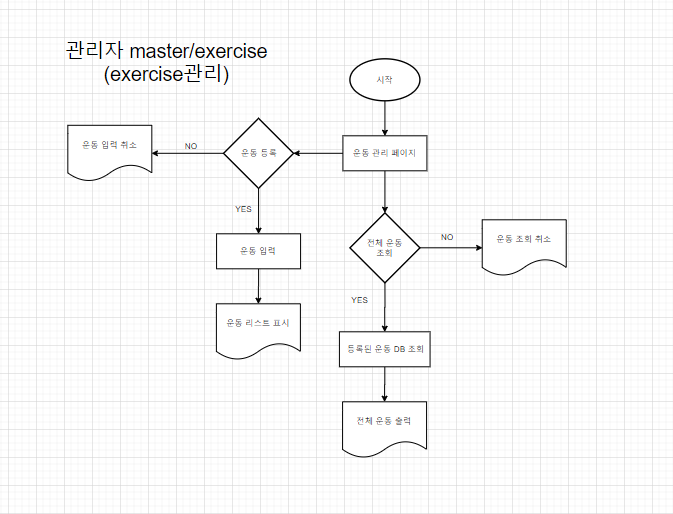 관리자 master/exercise
(exercise관리)
시작
운동 관리 페이지
운동 등록
NO
운동 입력 취소
YES
운동 입력
운동 리스트 표시
전체 운동
조회
NO
운동 조회 취소
YES
등록된 운동 DB 조회
전체 운동 출력